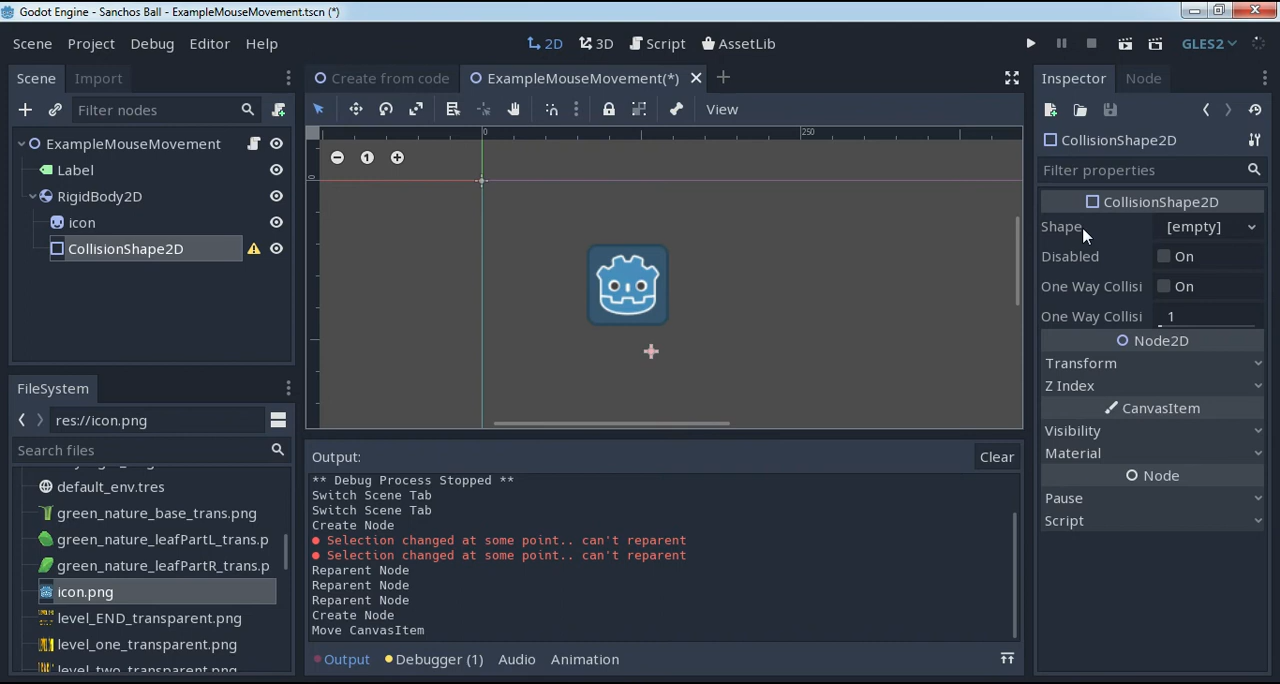 Godot Engine - Sanchos Ball - ExampleMouseMovement.tscn (*)
Scene Project Debug Editor Help
2D 3D Script AssetLib
GLES2
Scene Import
Filter nodes
ExampleMouseMovement
Label
RigidBody2D
icon
CollisionShape2D
FileSystem
res://icon.png
Search files
default_env.tres
green_nature_base_trans.png
green_nature_leafPartL_trans.p
green_nature_leafPartR_trans.p
icon.png
level_END_transparent.png
level_one_transparent.png
level_two_transparent.png
Create from code ExampleMouseMovement(*)
View
0 250
0
1
Output: Clear
** Debug Process Stopped **
Switch Scene Tab
Switch Scene Tab
Create Node
Selection changed at some point.. can't reparent
Selection changed at some point.. can't reparent
Reparent Node
Reparent Node
Reparent Node
Create Node
Move CanvasItem
Output Debugger (1) Audio Animation
Inspector Node
CollisionShape2D
Filter properties
CollisionShape2D
Shape [empty]
Disabled On
One Way Collisi On
One Way Collisi 1
Node2D
Transform
Z Index
CanvasItem
Visibility
Material
Node
Pause
Script